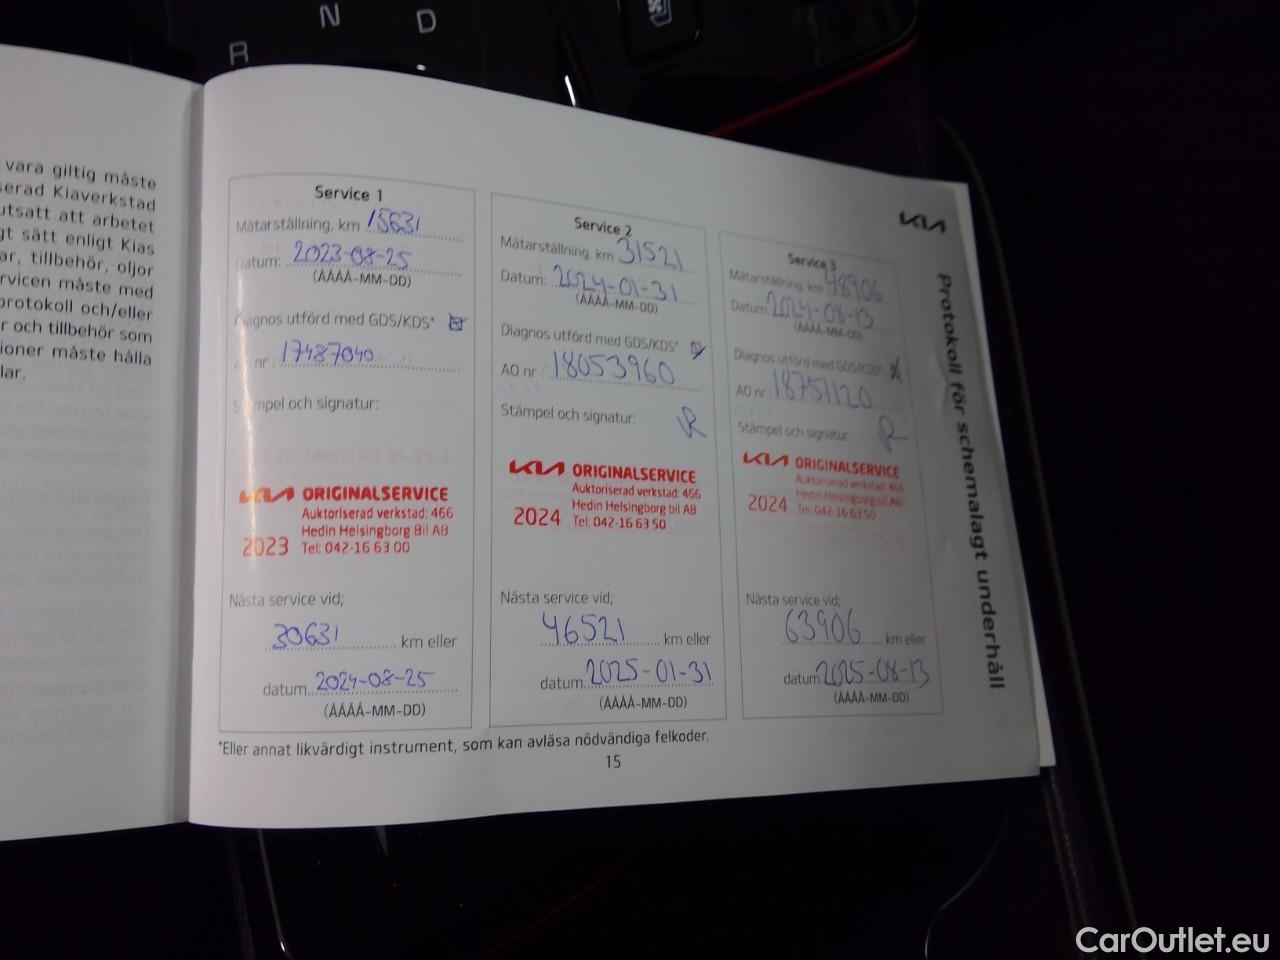 R
N
D
vara giltig måste
serad Kiaverkstad
utsatt att arbetet
gt sätt enligt Kias
ar, tillbehör, oljor
rvicen måste med
protokoll och/eller
r och tillbehör som
ioner måste hålla
lar.
KIA
Protokoll för schemalagt underhåll
Service 1
Mätarställning, km 15631
Datum: 2023-08-25
(ÅÅÅÅ-MM-DD)
Diagnos utförd med GDS/KDS*
nr: 17487040
Stämpel och signatur:
KIA ORIGINALSERVICE
Auktoriserad verkstad: 466
Hedin Helsingborg Bil AB
2023 Tel: 042-16 63 00
Nästa service vid;
30631 km eller
datum 2024-08-25
(ÅÅÅÅ-MM-DD)
Service 2
Mätarställning, km 31521
Datum: 2024-01-31
(ÅÅÅÅ-MM-DD)
Diagnos utförd med GDS/KDS*
AO nr: 18053960
Stämpel och signatur:
KIA ORIGINALSERVICE
Auktoriserad verkstad: 466
Hedin Helsingborg bil AB
2024 Tel: 042-16 63 50
Nästa service vid;
46521 km eller
datum 2025-01-31
(ÅÅÅÅ-MM-DD)
Service 3
Mätarställning, km 48906
Datum 2024-08-13
(ÅÅÅÅ-MM-DD)
Diagnos utförd med GDS/KDS*
AO nr: 18751120
Stämpel och signatur:
KIA ORIGINALSERVICE
Auktoriserad verkstad: 466
Hedin Helsingborg bil AB
2024 Tel: 042-16 63 50
Nästa service vid;
63906 km eller
datum 2025-08-13
(ÅÅÅÅ-MM-DD)
*Eller annat likvärdigt instrument, som kan avläsa nödvändiga felkoder.
15
CarOutlet.eu